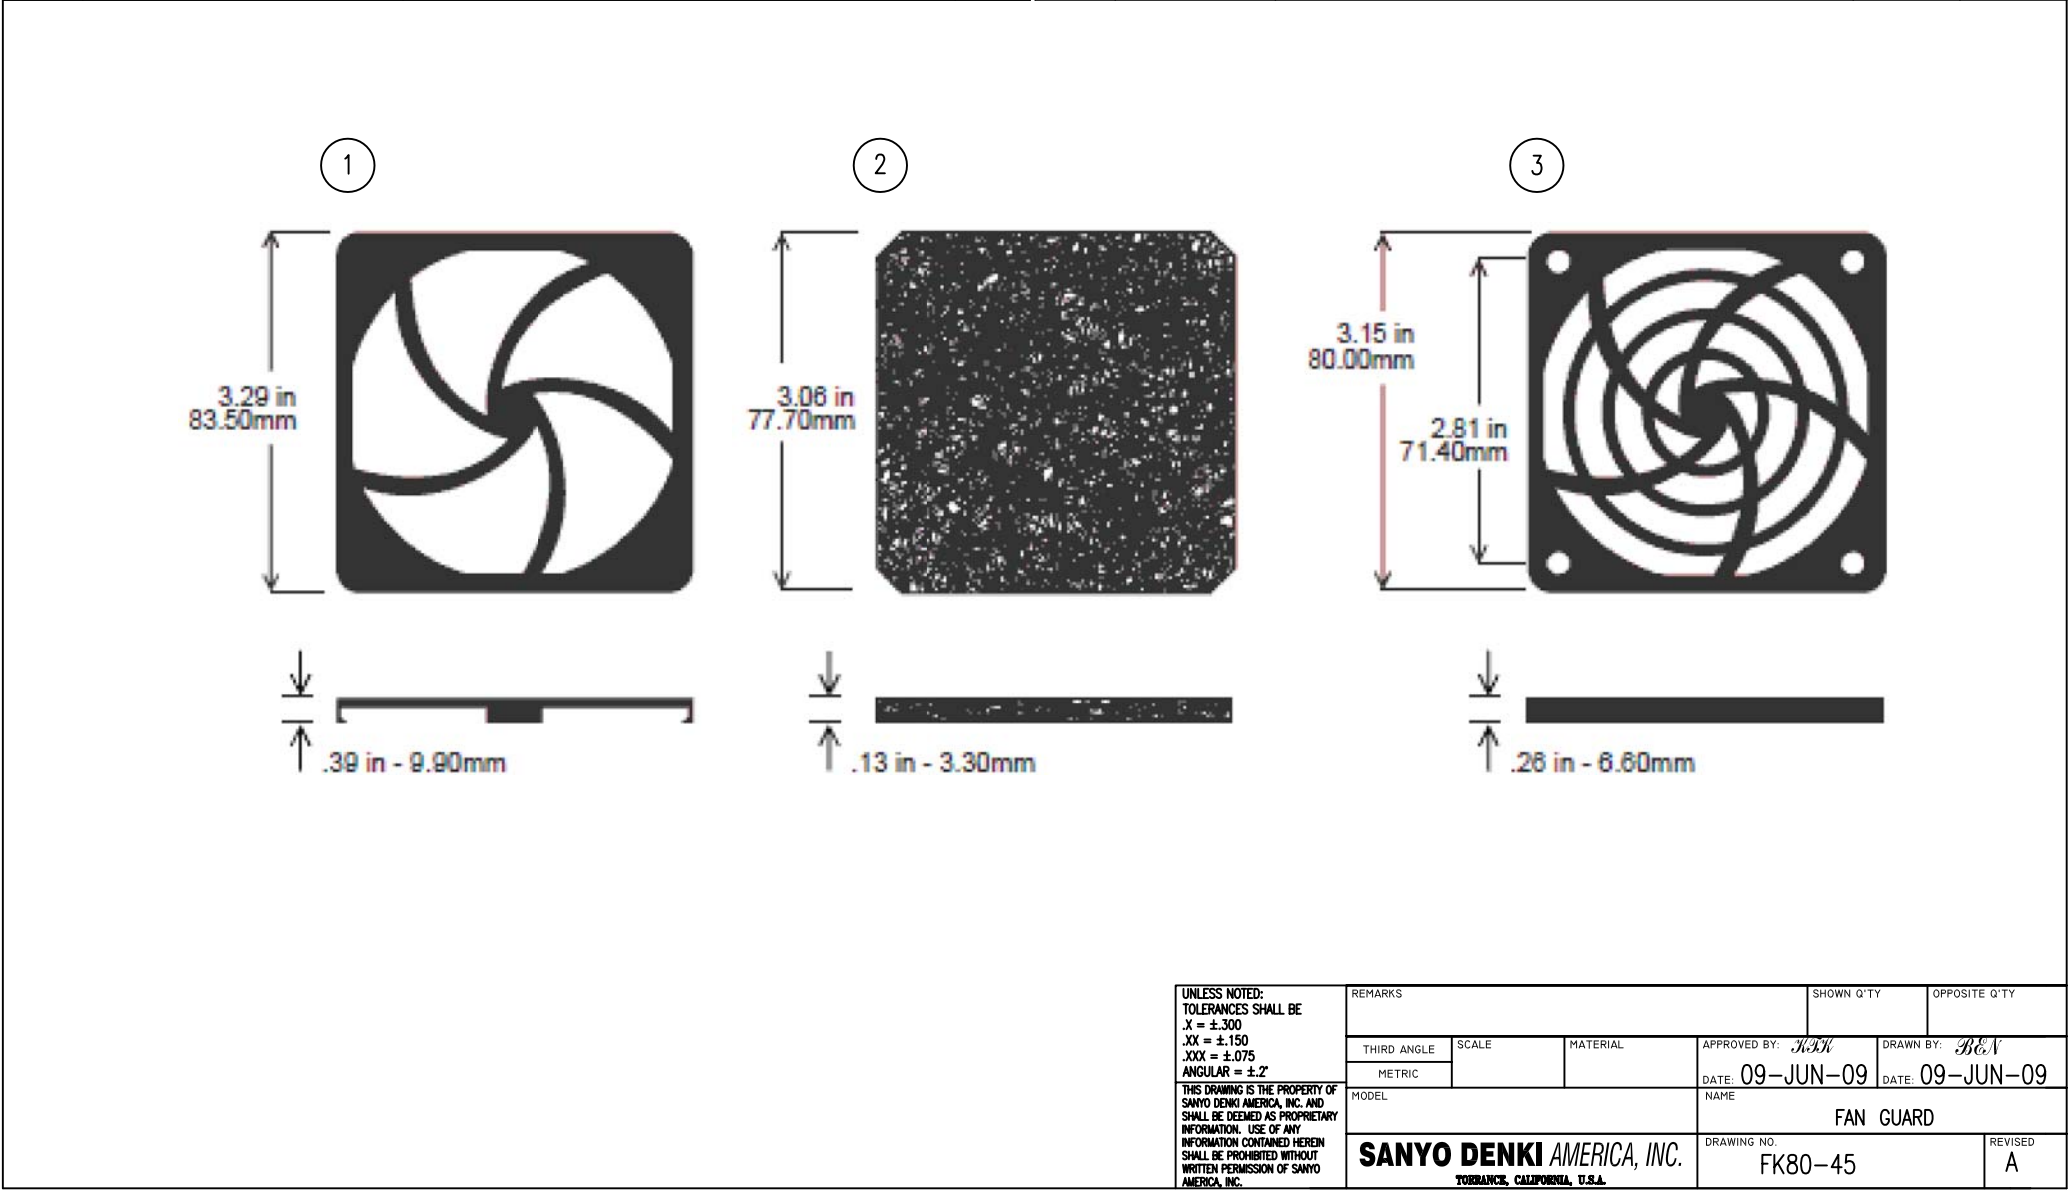 1
2
3
3.29 in
83.50mm
3.06 in
77.70mm
3.15 in
80.00mm
2.81 in
71.40mm
.39 in - 9.90mm
.13 in - 3.30mm
.26 in - 6.60mm
UNLESS NOTED:
TOLERANCES SHALL BE
.X = ±.300
.XX = ±.150
.XXX = ±.075
ANGULAR = ±.2°
THIS DRAWING IS THE PROPERTY OF
SANYO DENKI AMERICA, INC. AND
SHALL BE DEEMED AS PROPRIETARY
INFORMATION. USE OF ANY
INFORMATION CONTAINED HEREIN
SHALL BE PROHIBITED WITHOUT
WRITTEN PERMISSION OF SANYO
AMERICA, INC.
REMARKS
SHOWN Q'TY
OPPOSITE Q'TY
THIRD ANGLE
METRIC
SCALE
MATERIAL
APPROVED BY: KTK
DATE: 09-JUN-09
DRAWN BY: BEN
DATE: 09-JUN-09
MODEL
NAME
FAN GUARD
SANYO DENKI AMERICA, INC.
TORRANCE, CALIFORNIA, U.S.A.
DRAWING NO.
FK80-45
REVISED
A